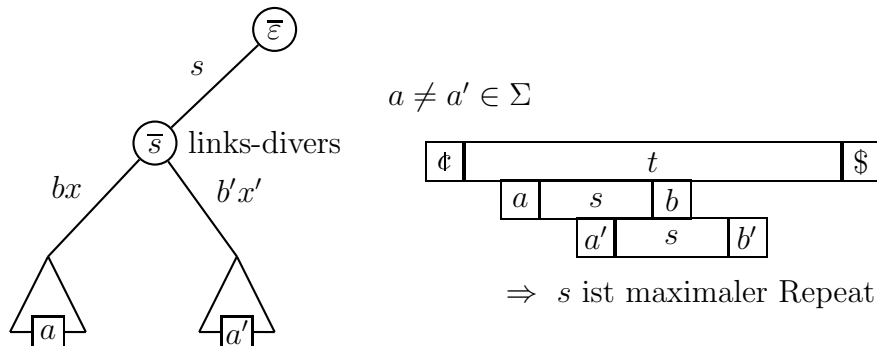 ε̅
s
a ≠ a′ ∈ Σ
s̅ links-divers
¢ t $
bx b′x′
a s b
a′ s b′
⇒ s ist maximaler Repeat
a a′